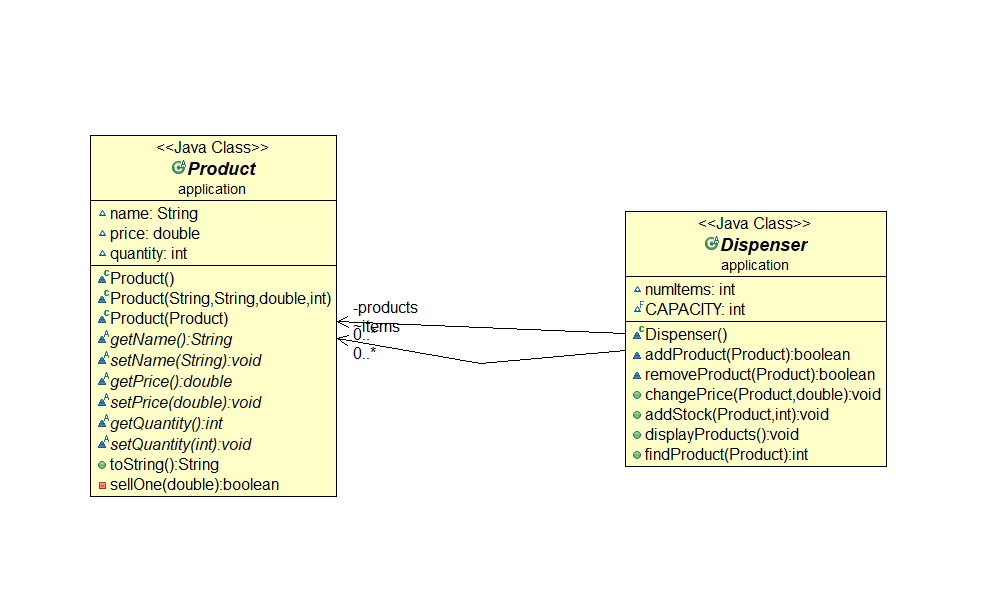 <<Java Class>>
Product
application
name: String
price: double
quantity: int
Product()
Product(String,String,double,int)
Product(Product)
getName():String
setName(String):void
getPrice():double
setPrice(double):void
getQuantity():int
setQuantity(int):void
toString():String
sellOne(double):boolean
-products
~items
0..*
<<Java Class>>
Dispenser
application
numItems: int
CAPACITY: int
Dispenser()
addProduct(Product):boolean
removeProduct(Product):boolean
changePrice(Product,double):void
addStock(Product,int):void
displayProducts():void
findProduct(Product):int